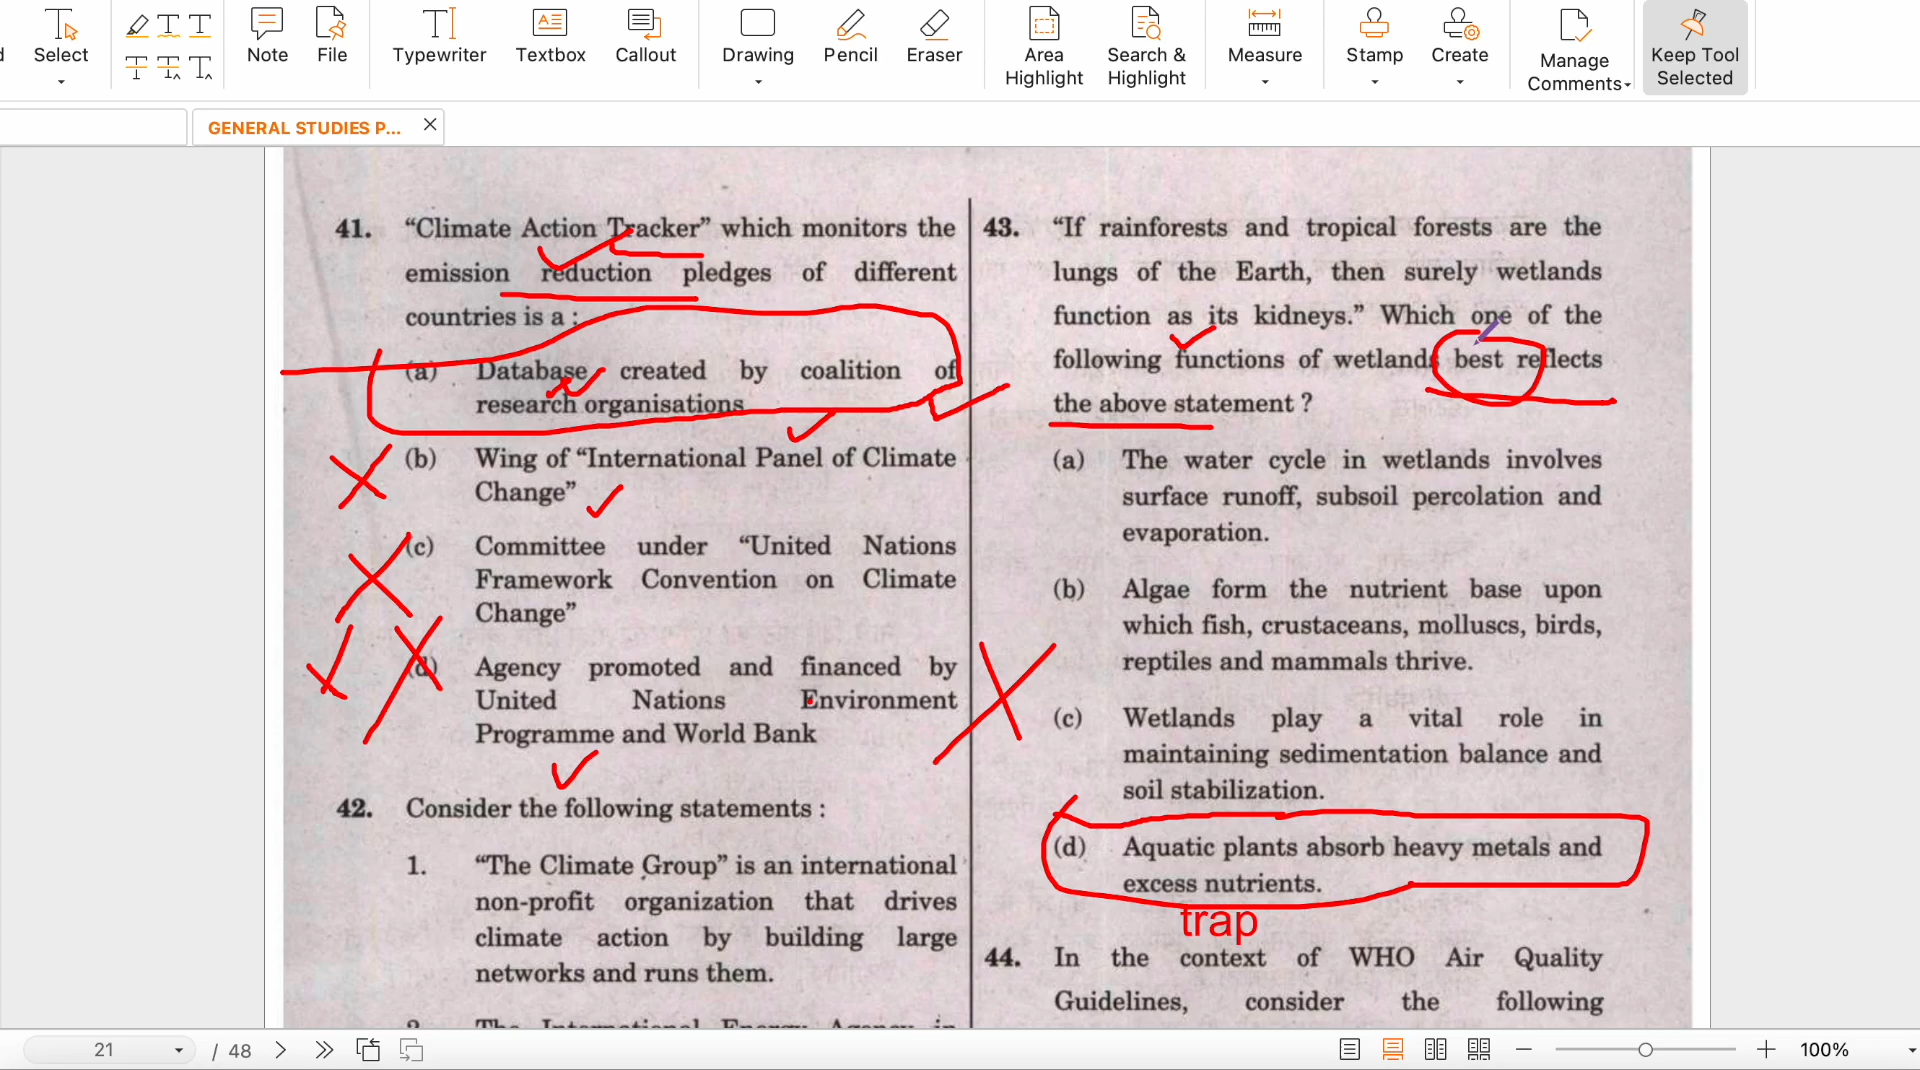 Select
Note
File
Typewriter
Textbox
Callout
Drawing
Pencil
Eraser
Area
Highlight
Search &
Highlight
Measure
Stamp
Create
Manage
Comments
Keep Tool
Selected
GENERAL STUDIES P...
41. “Climate Action Tracker” which monitors the
emission reduction pledges of different
countries is a :
(a) Database created by coalition of
research organisations
(b) Wing of “International Panel of Climate
Change”
(c) Committee under “United Nations
Framework Convention on Climate
Change”
(d) Agency promoted and financed by
United Nations Environment
Programme and World Bank
42. Consider the following statements :
1. “The Climate Group” is an international
non-profit organization that drives
climate action by building large
networks and runs them.
2. The International Energy Agency in
43. “If rainforests and tropical forests are the
lungs of the Earth, then surely wetlands
function as its kidneys.” Which one of the
following functions of wetlands best reflects
the above statement ?
(a) The water cycle in wetlands involves
surface runoff, subsoil percolation and
evaporation.
(b) Algae form the nutrient base upon
which fish, crustaceans, molluscs, birds,
reptiles and mammals thrive.
(c) Wetlands play a vital role in
maintaining sedimentation balance and
soil stabilization.
(d) Aquatic plants absorb heavy metals and
excess nutrients.
trap
44. In the context of WHO Air Quality
Guidelines, consider the following
21 / 48
100%